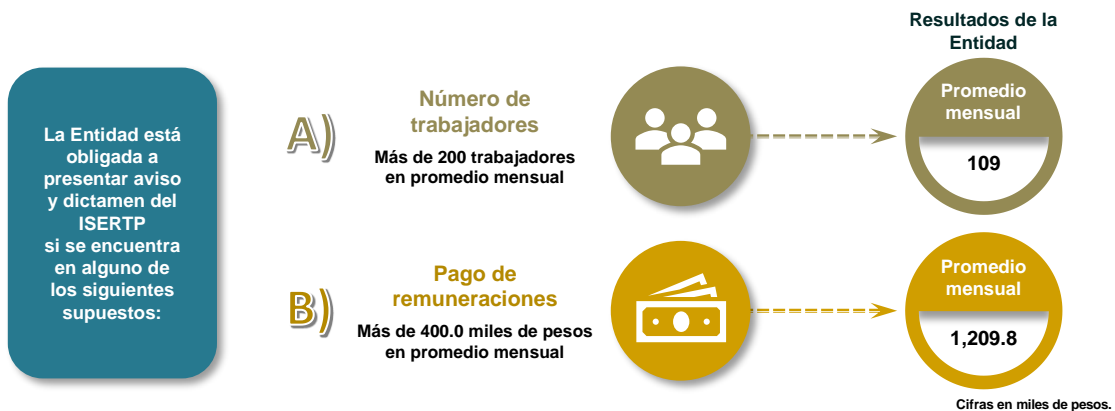 La Entidad está
obligada a
presentar aviso
y dictamen del
ISERTP
si se encuentra
en alguno de
los siguientes
supuestos:
A)
Número de
trabajadores
Más de 200 trabajadores
en promedio mensual
Resultados de la
Entidad
Promedio
mensual
109
B)
Pago de
remuneraciones
Más de 400.0 miles de pesos
en promedio mensual
Promedio
mensual
1,209.8
Cifras en miles de pesos.